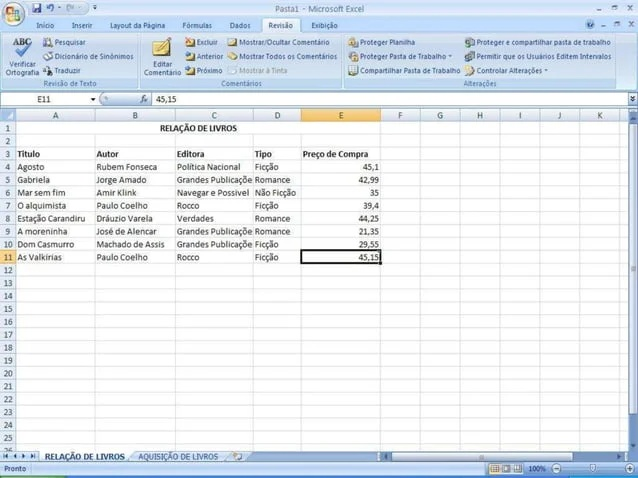 Pasta1 - Microsoft Excel
Início Inserir Layout da Página Fórmulas Dados Revisão Exibição
ABC Pesquisar Excluir Mostrar/Ocultar Comentário Proteger Planilha Proteger e compartilhar pasta de trabalho
Verificar Ortografia Dicionário de Sinônimos Editar Comentário Anterior Mostrar Todos os Comentários Proteger Pasta de Trabalho Permitir que os Usuários Editem Intervalos
Traduzir Próximo Mostrar à Tinta Compartilhar Pasta de Trabalho Controlar Alterações
Revisão de Texto Comentários Alterações
E11 fx 45,15
A B C D E F G H I J K
1 RELAÇÃO DE LIVROS
2
3 Titulo Autor Editora Tipo Preço de Compra
4 Agosto Rubem Fonseca Política Nacional Ficção 45,1
5 Gabriela Jorge Amado Grandes Publicaçõe Romance 42,99
6 Mar sem fim Amir Klink Navegar e Possivel Não Ficção 35
7 O alquimista Paulo Coelho Rocco Ficção 39,4
8 Estação Carandiru Dráuzio Varela Verdades Romance 44,25
9 A moreninha José de Alencar Grandes Publicaçõe Romance 21,35
10 Dom Casmurro Machado de Assis Grandes Publicaçõe Ficção 29,55
11 As Valkírias Paulo Coelho Rocco Ficção 45,15
12
13
14
15
16
17
18
19
20
21
22
23
24
25
RELAÇÃO DE LIVROS AQUISIÇÃO DE LIVROS
Pronto 100%